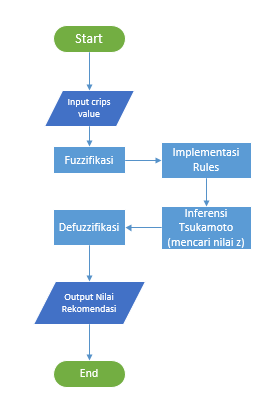 Start
Input crips
value
Fuzzifikasi
Implementasi
Rules
Inferensi
Tsukamoto
(mencari nilai z)
Defuzzifikasi
Output Nilai
Rekomendasi
End